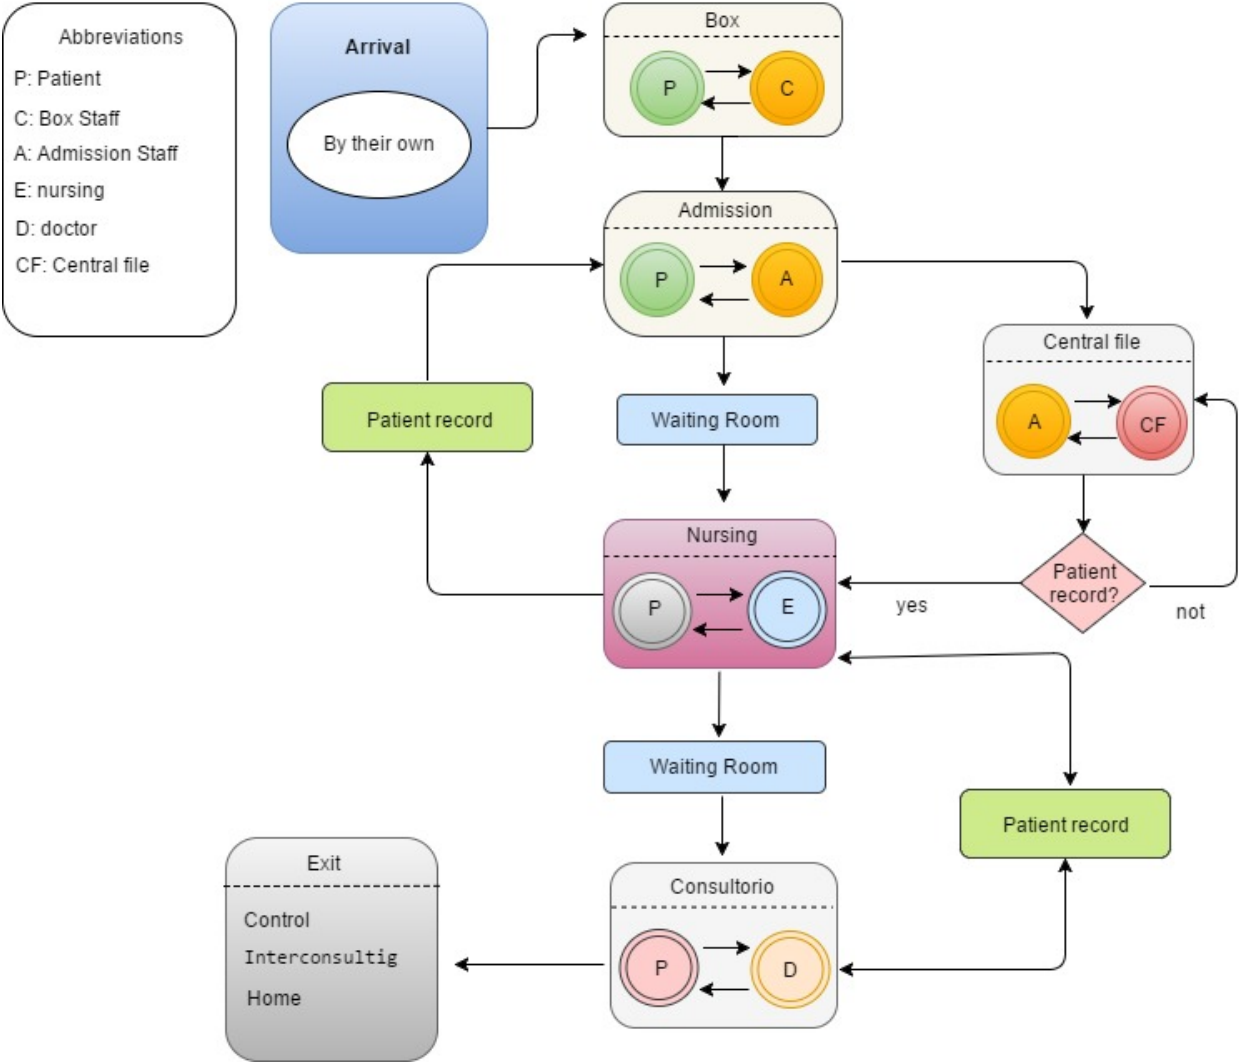 Abbreviations
P: Patient
C: Box Staff
A: Admission Staff
E: nursing
D: doctor
CF: Central file
Arrival
By their own
Box
P
C
Admission
P
A
Central file
A
CF
Patient record
Waiting Room
Nursing
P
E
Patient
record?
yes
not
Waiting Room
Patient record
Consultorio
P
D
Exit
Control
Interconsultig
Home